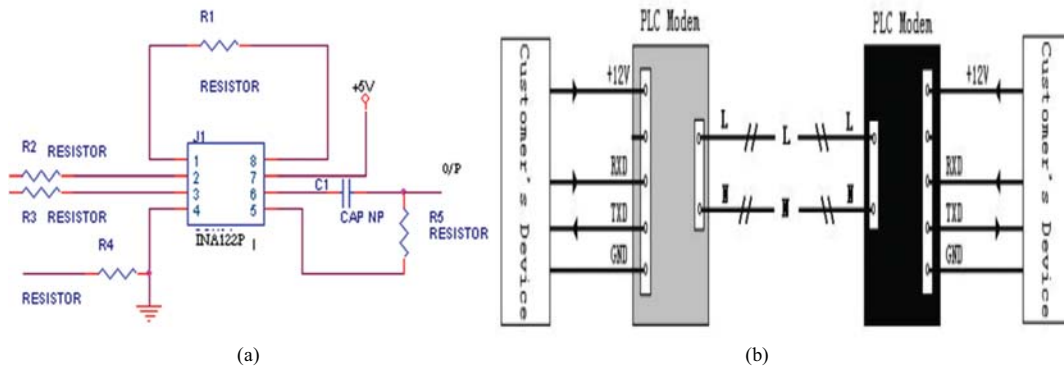 R1
RESISTOR
+5V
J1
R2 RESISTOR
1 8
2 7
3 6
4 5
O/P
C1
CAP NP
R3 RESISTOR
R5
RESISTOR
INA122P
R4
RESISTOR
(a)
PLC Modem
PLC Modem
Customer's Device
+12V
RXD
TXD
GND
L
L
L
N
N
N
+12V
RXD
TXD
GND
Customer's Device
(b)